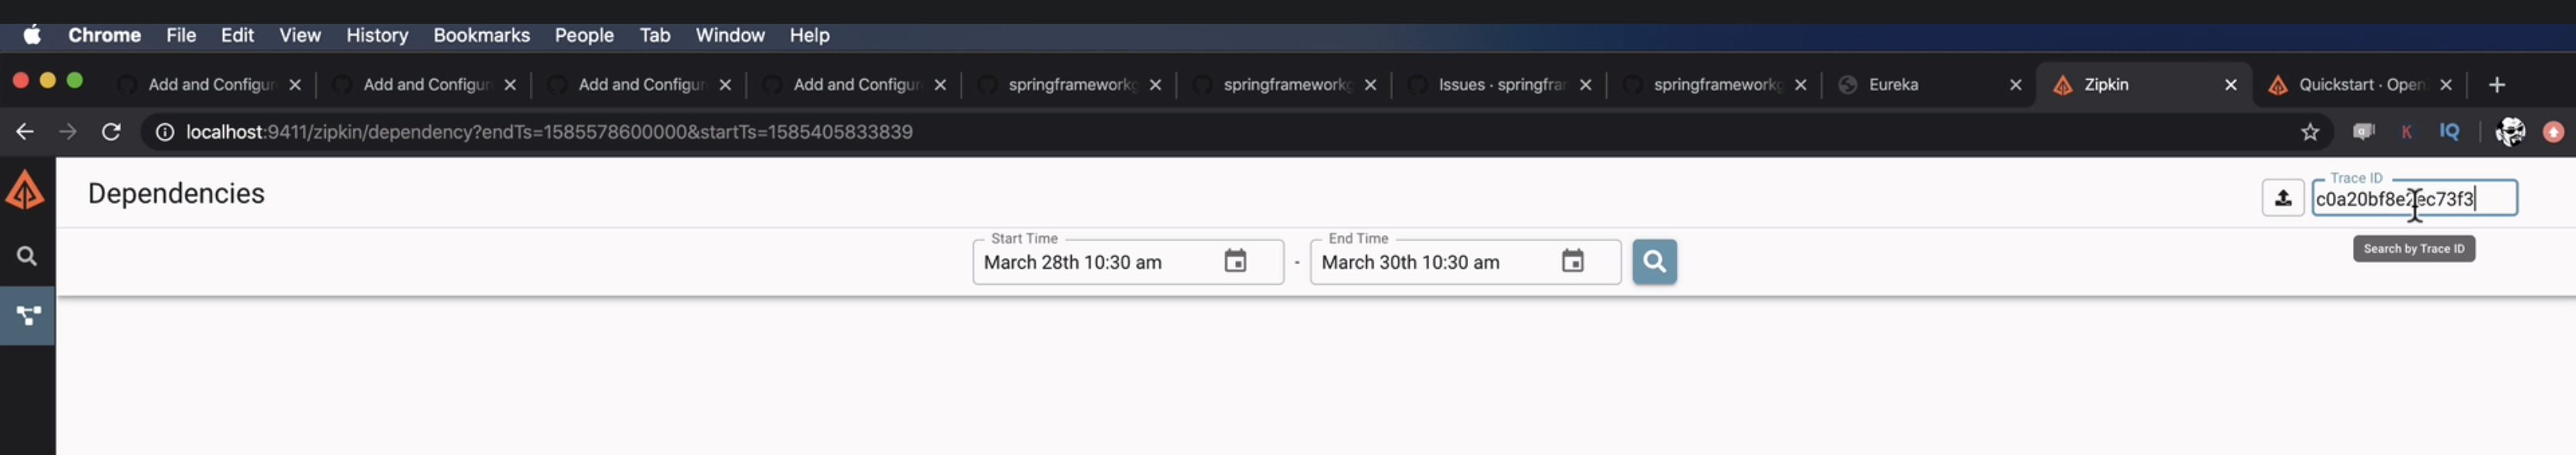 Chrome File Edit View History Bookmarks People Tab Window Help
Add and Configur Add and Configur Add and Configur Add and Configur springframework springframework Issues · springfra springframework Eureka Zipkin Quickstart · Open
localhost:9411/zipkin/dependency?endTs=1585578600000&startTs=1585405833839
K IQ
Dependencies
Trace ID
c0a20bf8e2ec73f3
Start Time End Time
March 28th 10:30 am - March 30th 10:30 am
Search by Trace ID